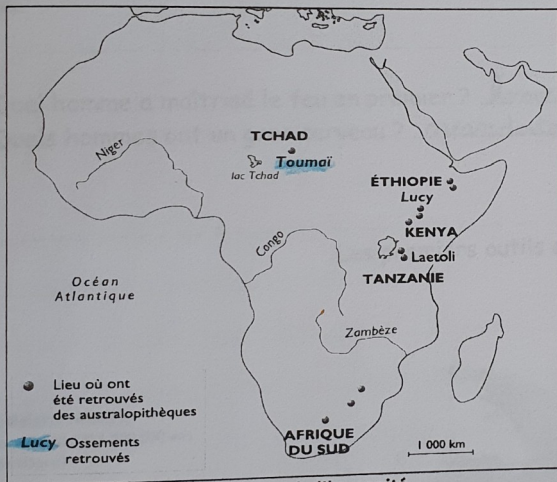 TCHAD
Toumaï
lac Tchad
Niger
ÉTHIOPIE
Lucy
KENYA
Laetoli
TANZANIE
Congo
Océan
Atlantique
Zambèze
Lieu où ont
été retrouvés
des australopithèques
Lucy Ossements
retrouvés
AFRIQUE
DU SUD
1 000 km